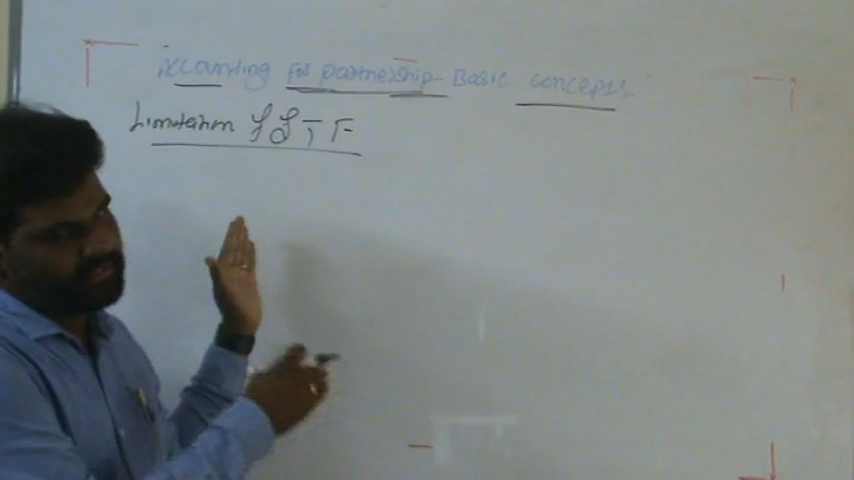 Accounting For partnership - Basic concepts
Limitation of